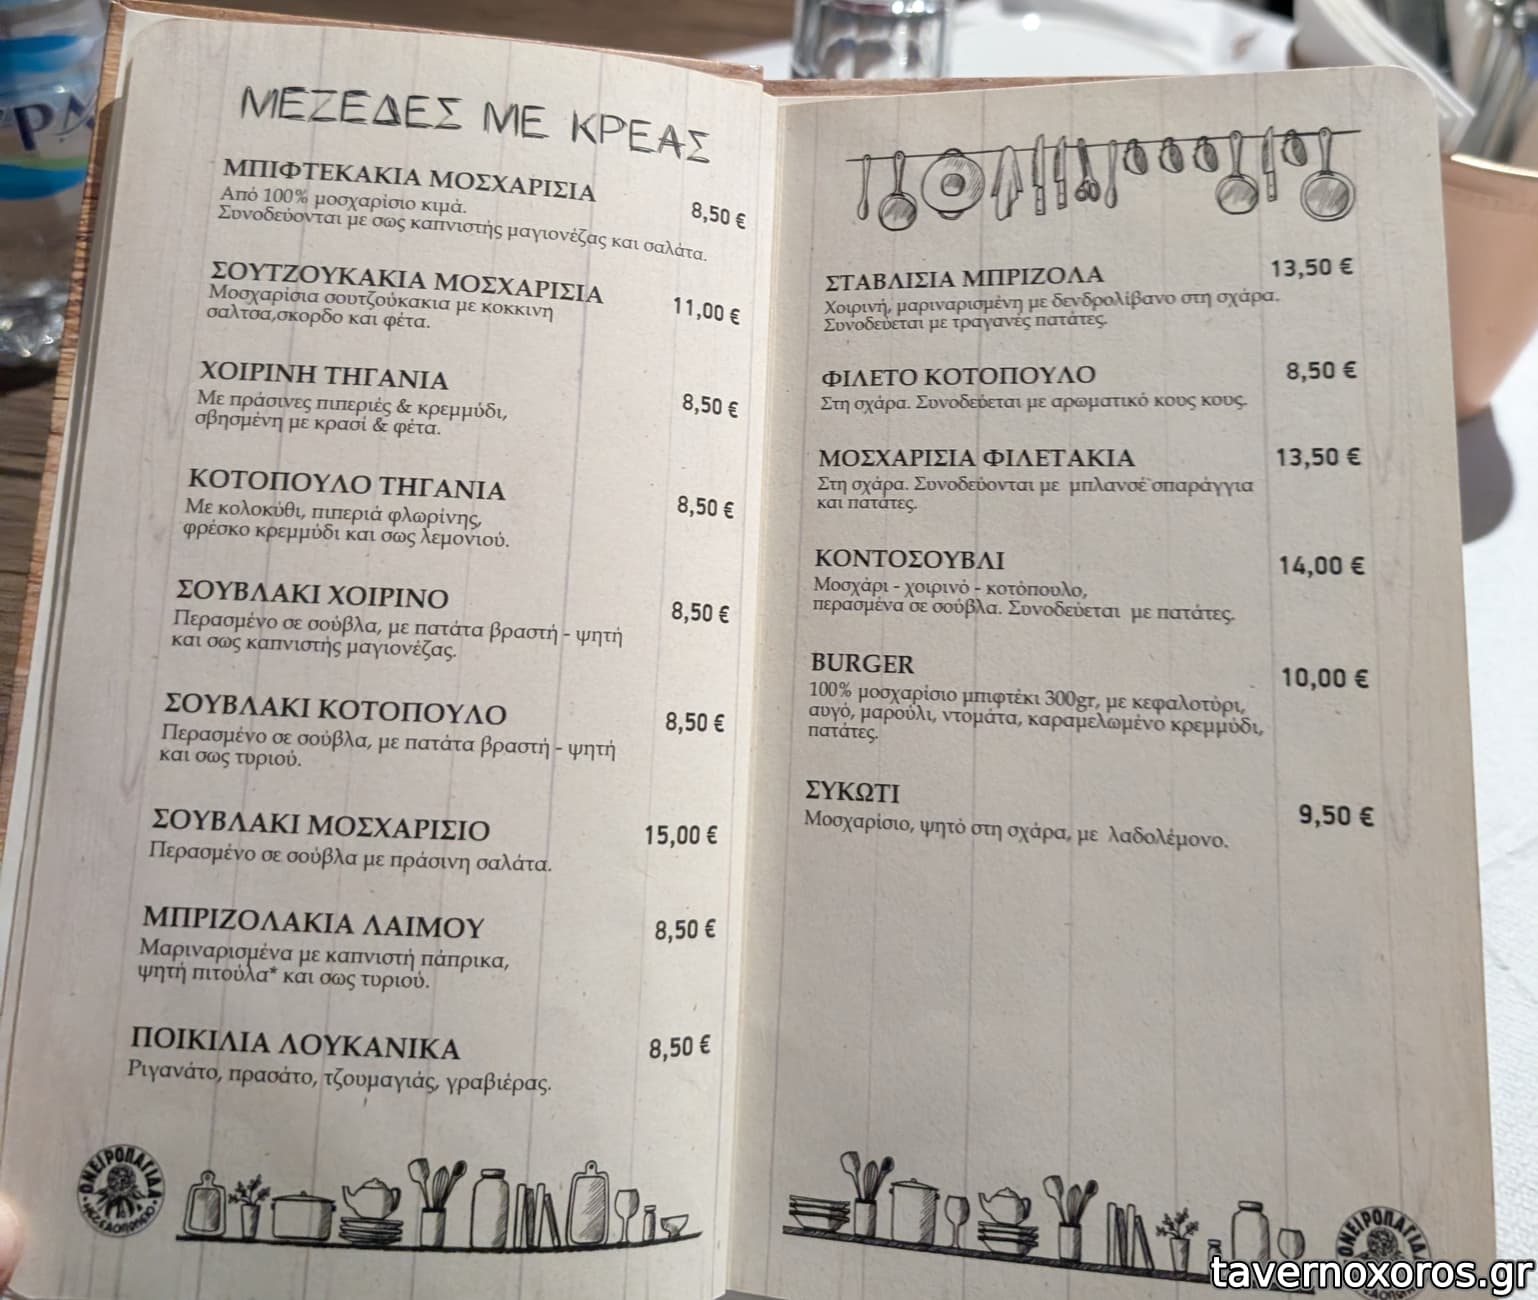 ΜΕΖΕΔΕΣ ΜΕ ΚΡΕΑΣ
ΜΠΙΦΤΕΚΑΚΙΑ ΜΟΣΧΑΡΙΣΙΑ
8,50 €
Από 100% μοσχαρίσιο κιμά.
Συνοδεύονται με σως καπνιστής μαγιονέζας και σαλάτα.
ΣΟΥΤΖΟΥΚΑΚΙΑ ΜΟΣΧΑΡΙΣΙΑ
11,00 €
Μοσχαρίσια σουτζούκακια με κοκκινη
σαλτσα,σκορδο και φέτα.
ΧΟΙΡΙΝΗ ΤΗΓΑΝΙΑ
8,50 €
Με πράσινες πιπεριές & κρεμμύδι,
σβησμένη με κρασί & φέτα.
ΚΟΤΟΠΟΥΛΟ ΤΗΓΑΝΙΑ
8,50 €
Με κολοκύθι, πιπεριά φλωρίνης,
φρέσκο κρεμμύδι και σως λεμονιού.
ΣΟΥΒΛΑΚΙ ΧΟΙΡΙΝΟ
8,50 €
Περασμένο σε σούβλα, με πατάτα βραστή - ψητή
και σως καπνιστής μαγιονέζας.
ΣΟΥΒΛΑΚΙ ΚΟΤΟΠΟΥΛΟ
8,50 €
Περασμένο σε σούβλα, με πατάτα βραστή - ψητή
και σως τυριού.
ΣΟΥΒΛΑΚΙ ΜΟΣΧΑΡΙΣΙΟ
15,00 €
Περασμένο σε σούβλα με πράσινη σαλάτα.
ΜΠΡΙΖΟΛΑΚΙΑ ΛΑΙΜΟΥ
8,50 €
Μαριναρισμένα με καπνιστή πάπρικα,
ψητή πιτούλα* και σως τυριού.
ΠΟΙΚΙΛΙΑ ΛΟΥΚΑΝΙΚΑ
8,50 €
Ριγανάτο, πρασάτο, τζουμαγιάς, γραβιέρας.
ΟΝΕΙΡΟΠΑΓΙΔΑ
ΜΕΖΕΔΟΠΩΛΕΙΟ
ΣΤΑΒΛΙΣΙΑ ΜΠΡΙΖΟΛΑ
13,50 €
Χοιρινή, μαριναρισμένη με δενδρολίβανο στη σχάρα.
Συνοδεύεται με τραγανές πατάτες.
ΦΙΛΕΤΟ ΚΟΤΟΠΟΥΛΟ
8,50 €
Στη σχάρα. Συνοδεύεται με αρωματικό κους κους.
ΜΟΣΧΑΡΙΣΙΑ ΦΙΛΕΤΑΚΙΑ
13,50 €
Στη σχάρα. Συνοδεύονται με μπλανσέ σπαράγγια
και πατάτες.
ΚΟΝΤΟΣΟΥΒΛΙ
14,00 €
Μοσχάρι - χοιρινό - κοτόπουλο,
περασμένα σε σούβλα. Συνοδεύεται με πατάτες.
BURGER
10,00 €
100% μοσχαρίσιο μπιφτέκι 300gr, με κεφαλοτύρι,
αυγό, μαρούλι, ντομάτα, καραμελωμένο κρεμμύδι,
πατάτες.
ΣΥΚΩΤΙ
9,50 €
Μοσχαρίσιο, ψητό στη σχάρα, με λαδολέμονο.
ΟΝΕΙΡΟΠΑΓΙΔΑ
tavernoxoros.gr